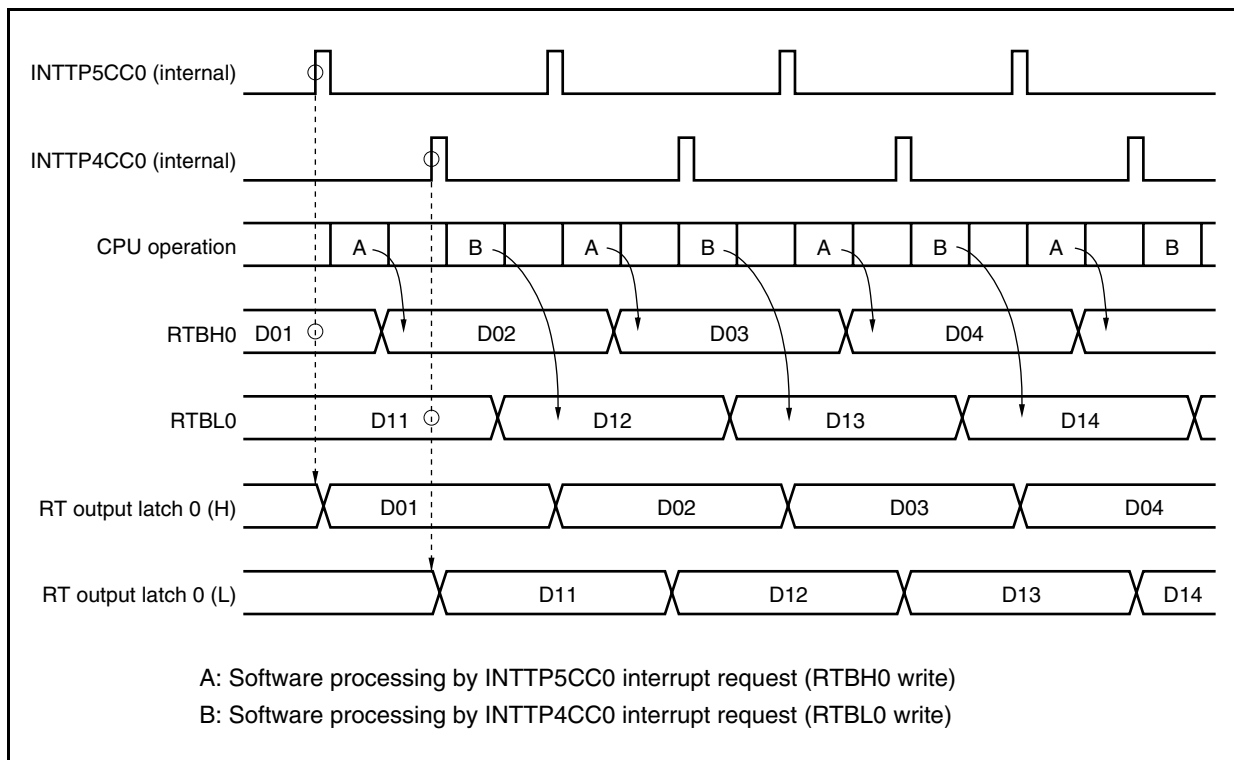 INTTP5CC0 (internal)
INTTP4CC0 (internal)
CPU operation A B A B A B A B
RTBH0 D01 D02 D03 D04
RTBL0 D11 D12 D13 D14
RT output latch 0 (H) D01 D02 D03 D04
RT output latch 0 (L) D11 D12 D13 D14
A: Software processing by INTTP5CC0 interrupt request (RTBH0 write)
B: Software processing by INTTP4CC0 interrupt request (RTBL0 write)